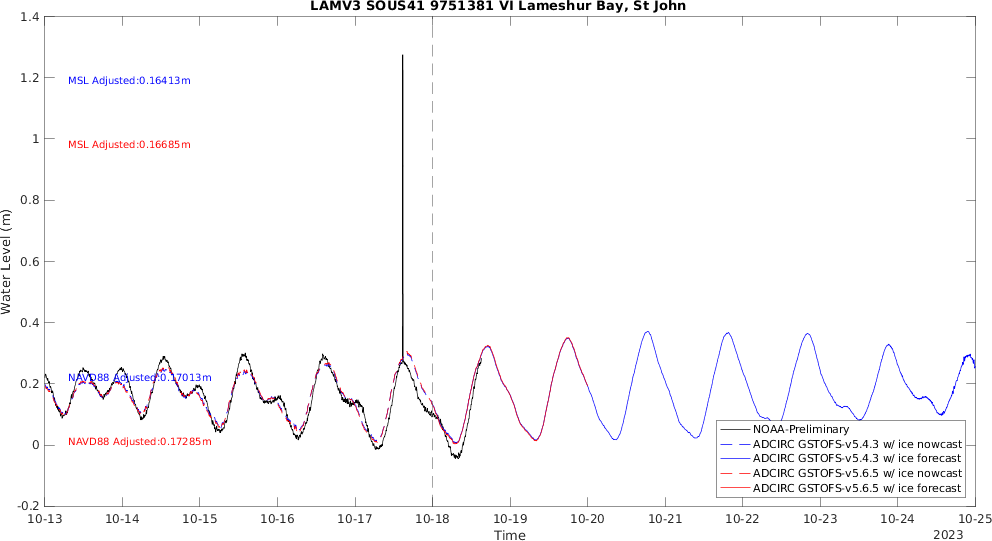 LAMV3 SOUS41 9751381 VI Lameshur Bay, St John
1.4
1.2
1
0.8
0.6
0.4
0.2
0
-0.2
Water Level (m)
MSL Adjusted:0.16413m
MSL Adjusted:0.16685m
NAVD88 Adjusted:0.17013m
NAVD88 Adjusted:0.17285m
NOAA-Preliminary
ADCIRC GSTOFS-v5.4.3 w/ ice nowcast
ADCIRC GSTOFS-v5.4.3 w/ ice forecast
ADCIRC GSTOFS-v5.6.5 w/ ice nowcast
ADCIRC GSTOFS-v5.6.5 w/ ice forecast
10-13 10-14 10-15 10-16 10-17 10-18 10-19 10-20 10-21 10-22 10-23 10-24 10-25
Time
2023